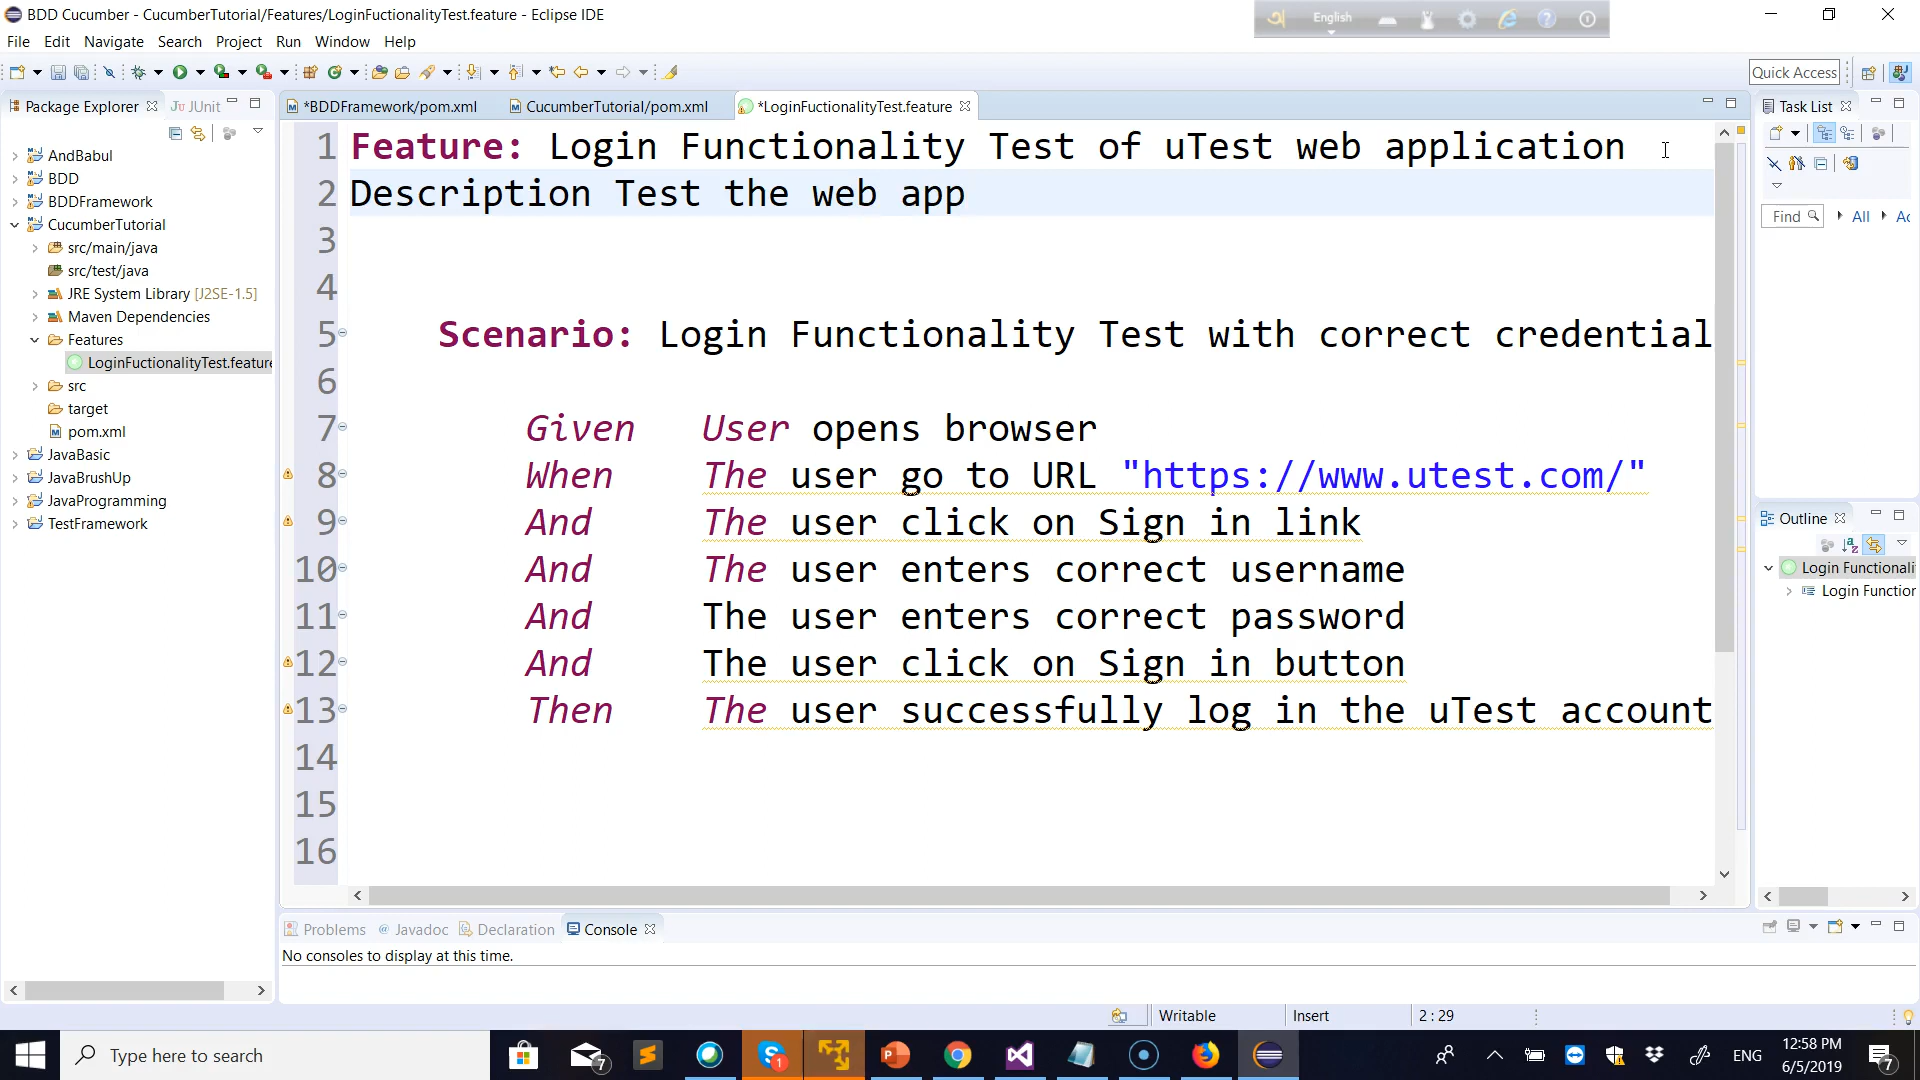 BDD Cucumber - CucumberTutorial/Features/LoginFuctionalityTest.feature - Eclipse IDE
English
File Edit Navigate Search Project Run Window Help
Quick Access
Package Explorer JUnit
*BDDFramework/pom.xml CucumberTutorial/pom.xml *LoginFuctionalityTest.feature
Task List
AndBabul
BDD
BDDFramework
CucumberTutorial
src/main/java
src/test/java
JRE System Library [J2SE-1.5]
Maven Dependencies
Features
LoginFuctionalityTest.feature
src
target
pom.xml
JavaBasic
JavaBrushUp
JavaProgramming
TestFramework
1 Feature: Login Functionality Test of uTest web application
2 Description Test the web app
3
4
5 Scenario: Login Functionality Test with correct credential
6
7 Given User opens browser
8 When The user go to URL "https://www.utest.com/"
9 And The user click on Sign in link
10 And The user enters correct username
11 And The user enters correct password
12 And The user click on Sign in button
13 Then The user successfully log in the uTest account
14
15
16
Find All Ac
Outline
Login Functionali
Login Function
Problems Javadoc Declaration Console
No consoles to display at this time.
Writable Insert 2 : 29
Type here to search
7
1
ENG
12:58 PM
6/5/2019
7